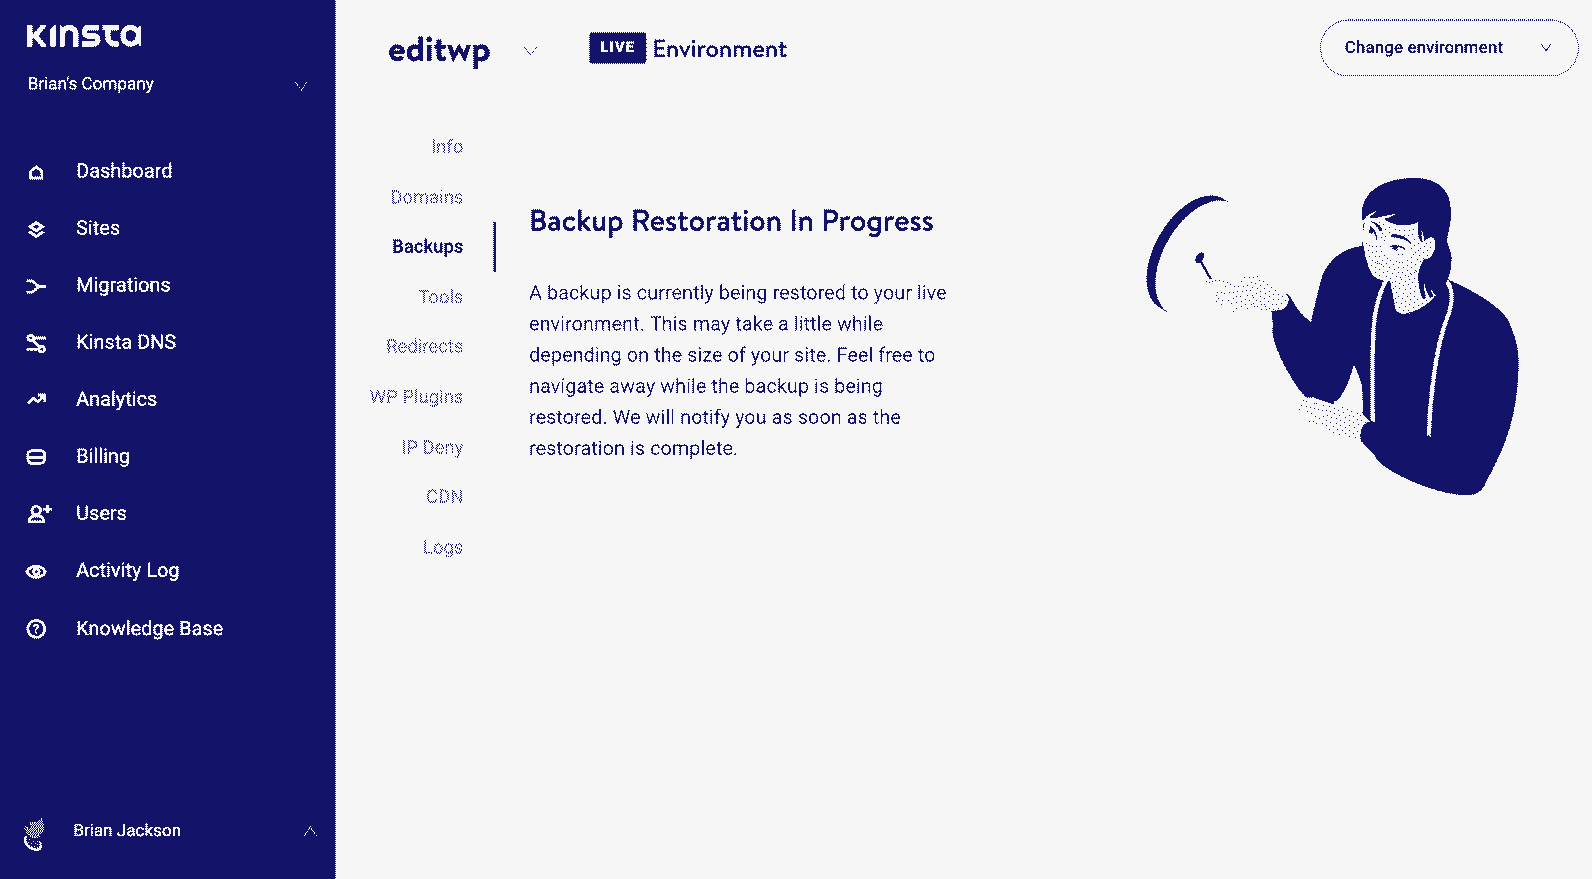 Kinsta
Brian's Company
Dashboard
Sites
Migrations
Kinsta DNS
Analytics
Billing
Users
Activity Log
Knowledge Base
Brian Jackson
editwp
LIVE Environment
Change environment
Info
Domains
Backups
Tools
Redirects
WP Plugins
IP Deny
CDN
Logs
Backup Restoration In Progress
A backup is currently being restored to your live
environment. This may take a little while
depending on the size of your site. Feel free to
navigate away while the backup is being
restored. We will notify you as soon as the
restoration is complete.